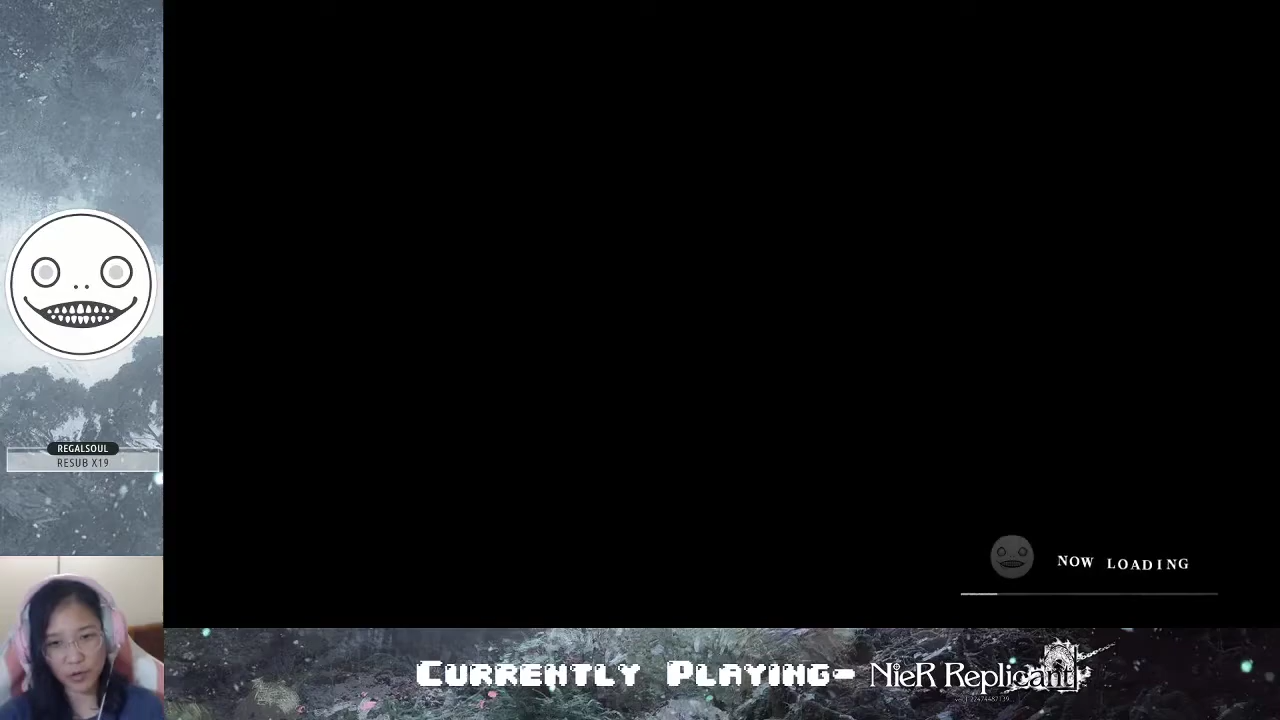 REGALSOUL
RESUB X19
NOW LOADING
CURRENTLY PLAYING- NieR Replicant